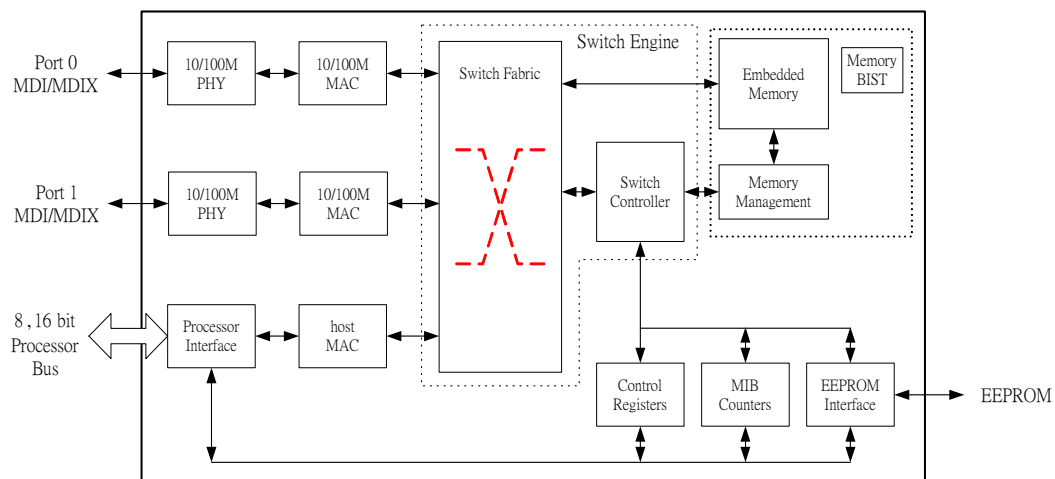 Switch Engine
Port 0
MDI/MDIX
10/100M
PHY
10/100M
MAC
Switch Fabric
Embedded
Memory
Memory
BIST
Port 1
MDI/MDIX
10/100M
PHY
10/100M
MAC
Switch
Controller
Memory
Management
8 , 16 bit
Processor
Bus
Processor
Interface
host
MAC
Control
Registers
MIB
Counters
EEPROM
Interface
EEPROM